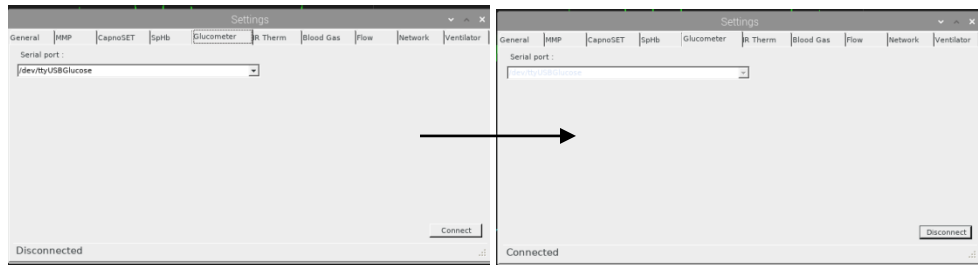 Settings
General MMP CapnoSET SpHb Glucometer IR Therm Blood Gas Flow Network Ventilator
Serial port :
/dev/ttyUSBGlucose
Connect
Disconnected
Settings
General MMP CapnoSET SpHb Glucometer IR Therm Blood Gas Flow Network Ventilator
Serial port :
/dev/ttyUSBGlucose
Disconnect
Connected